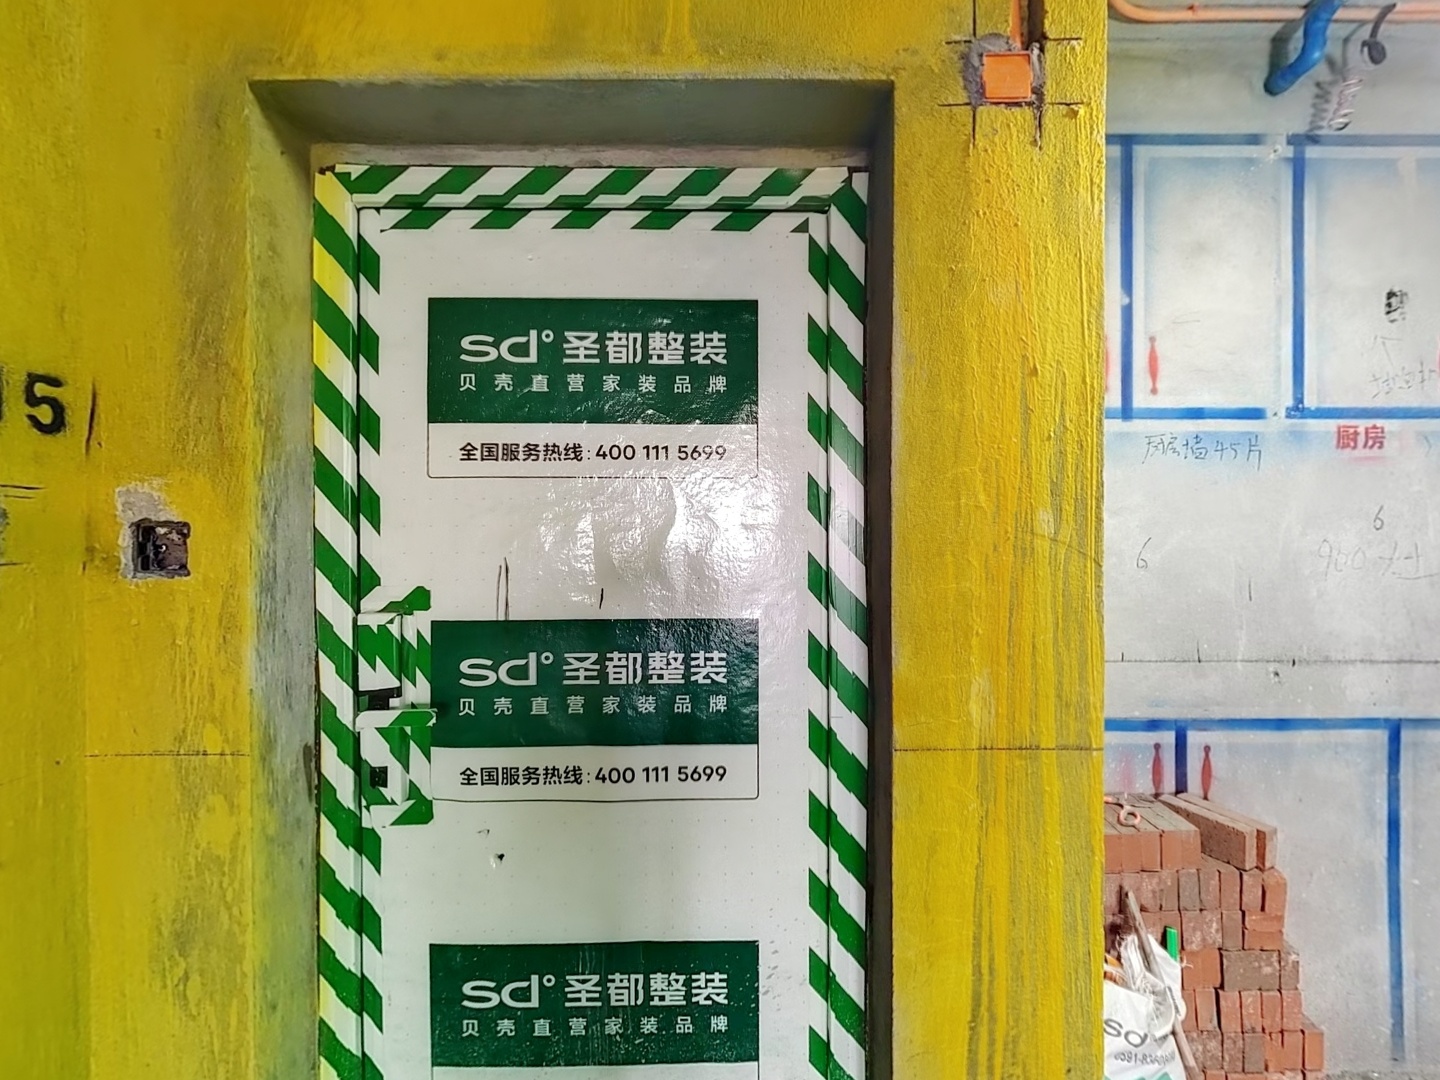 sd° 圣都整装
贝壳直营家装品牌
全国服务热线:400 111 5699
sd° 圣都整装
贝壳直营家装品牌
全国服务热线:400 111 5699
sd° 圣都整装
贝壳直营家装品牌
5
厨房墙45片
厨房
6
6
sd